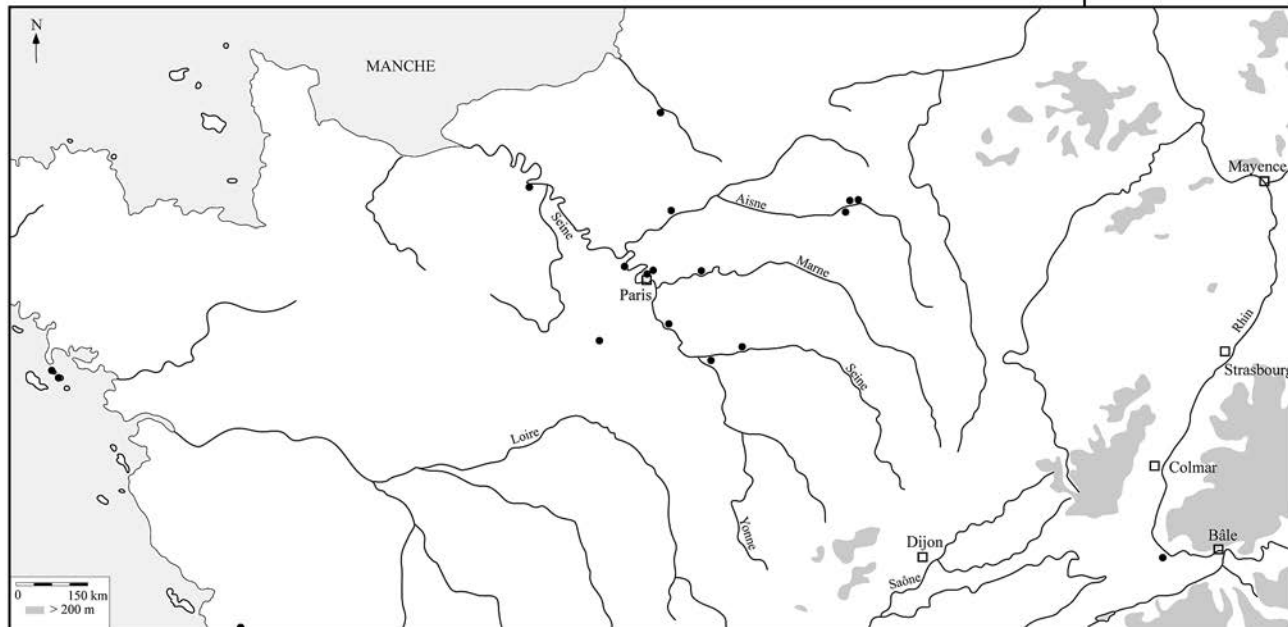 N
MANCHE
Mayence
Aisne
Seine
Marne
Paris
Rhin
Strasbourg
Seine
Loire
Colmar
Yonne
Dijon
Bâle
Saône
0 150 km
> 200 m